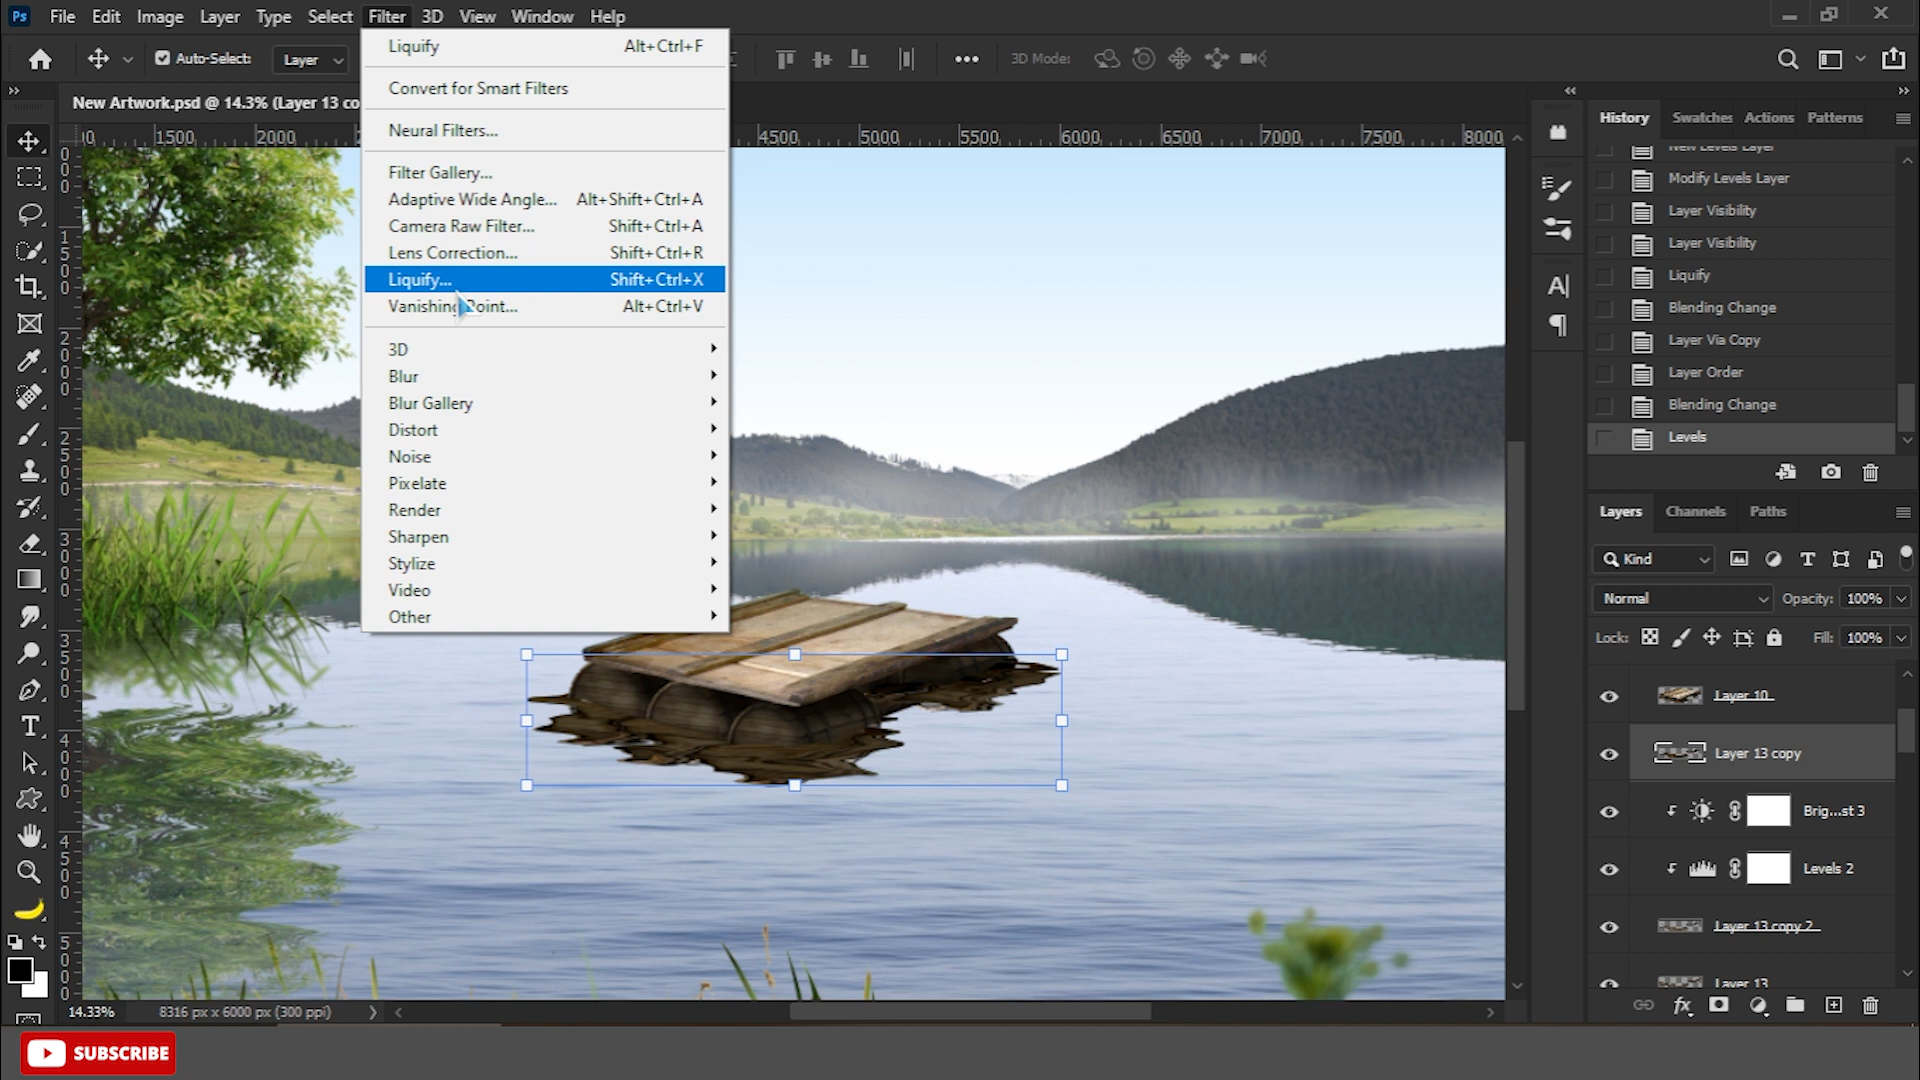 Ps File Edit Image Layer Type Select Filter 3D View Window Help
Auto-Select: Layer
3D Mode:
New Artwork.psd @ 14.3% (Layer 13 co
1500 2000 4500 5000 5500 6000 6500 7000 7500 8000
Liquify Alt+Ctrl+F
Convert for Smart Filters
Neural Filters...
Filter Gallery...
Adaptive Wide Angle... Alt+Shift+Ctrl+A
Camera Raw Filter... Shift+Ctrl+A
Lens Correction... Shift+Ctrl+R
Liquify... Shift+Ctrl+X
Vanishing Point... Alt+Ctrl+V
3D
Blur
Blur Gallery
Distort
Noise
Pixelate
Render
Sharpen
Stylize
Video
Other
History Swatches Actions Patterns
New Levels Layer
Modify Levels Layer
Layer Visibility
Layer Visibility
Liquify
Blending Change
Layer Via Copy
Layer Order
Blending Change
Levels
Layers Channels Paths
Kind
Normal Opacity: 100%
Lock: Fill: 100%
Layer 10
Layer 13 copy
Brig...st 3
Levels 2
Layer 13 copy 2
Layer 13
14.33% 8316 px x 6000 px (300 ppi)
SUBSCRIBE